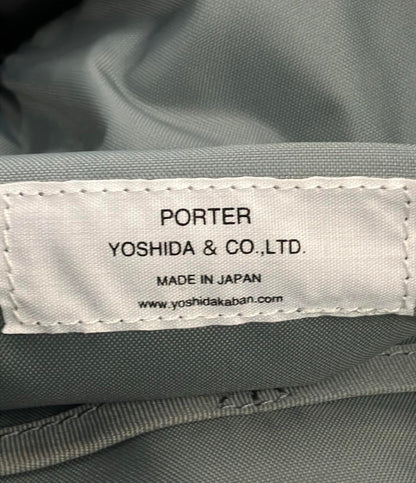 PORTER
YOSHIDA & CO.,LTD.
MADE IN JAPAN
www.yoshidakaban.com